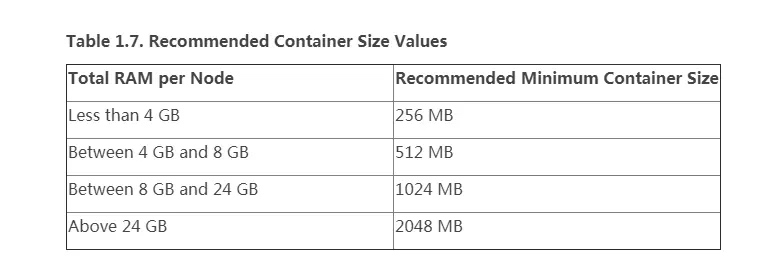 Table 1.7. Recommended Container Size Values
Total RAM per Node Recommended Minimum Container Size
Less than 4 GB 256 MB
Between 4 GB and 8 GB 512 MB
Between 8 GB and 24 GB 1024 MB
Above 24 GB 2048 MB